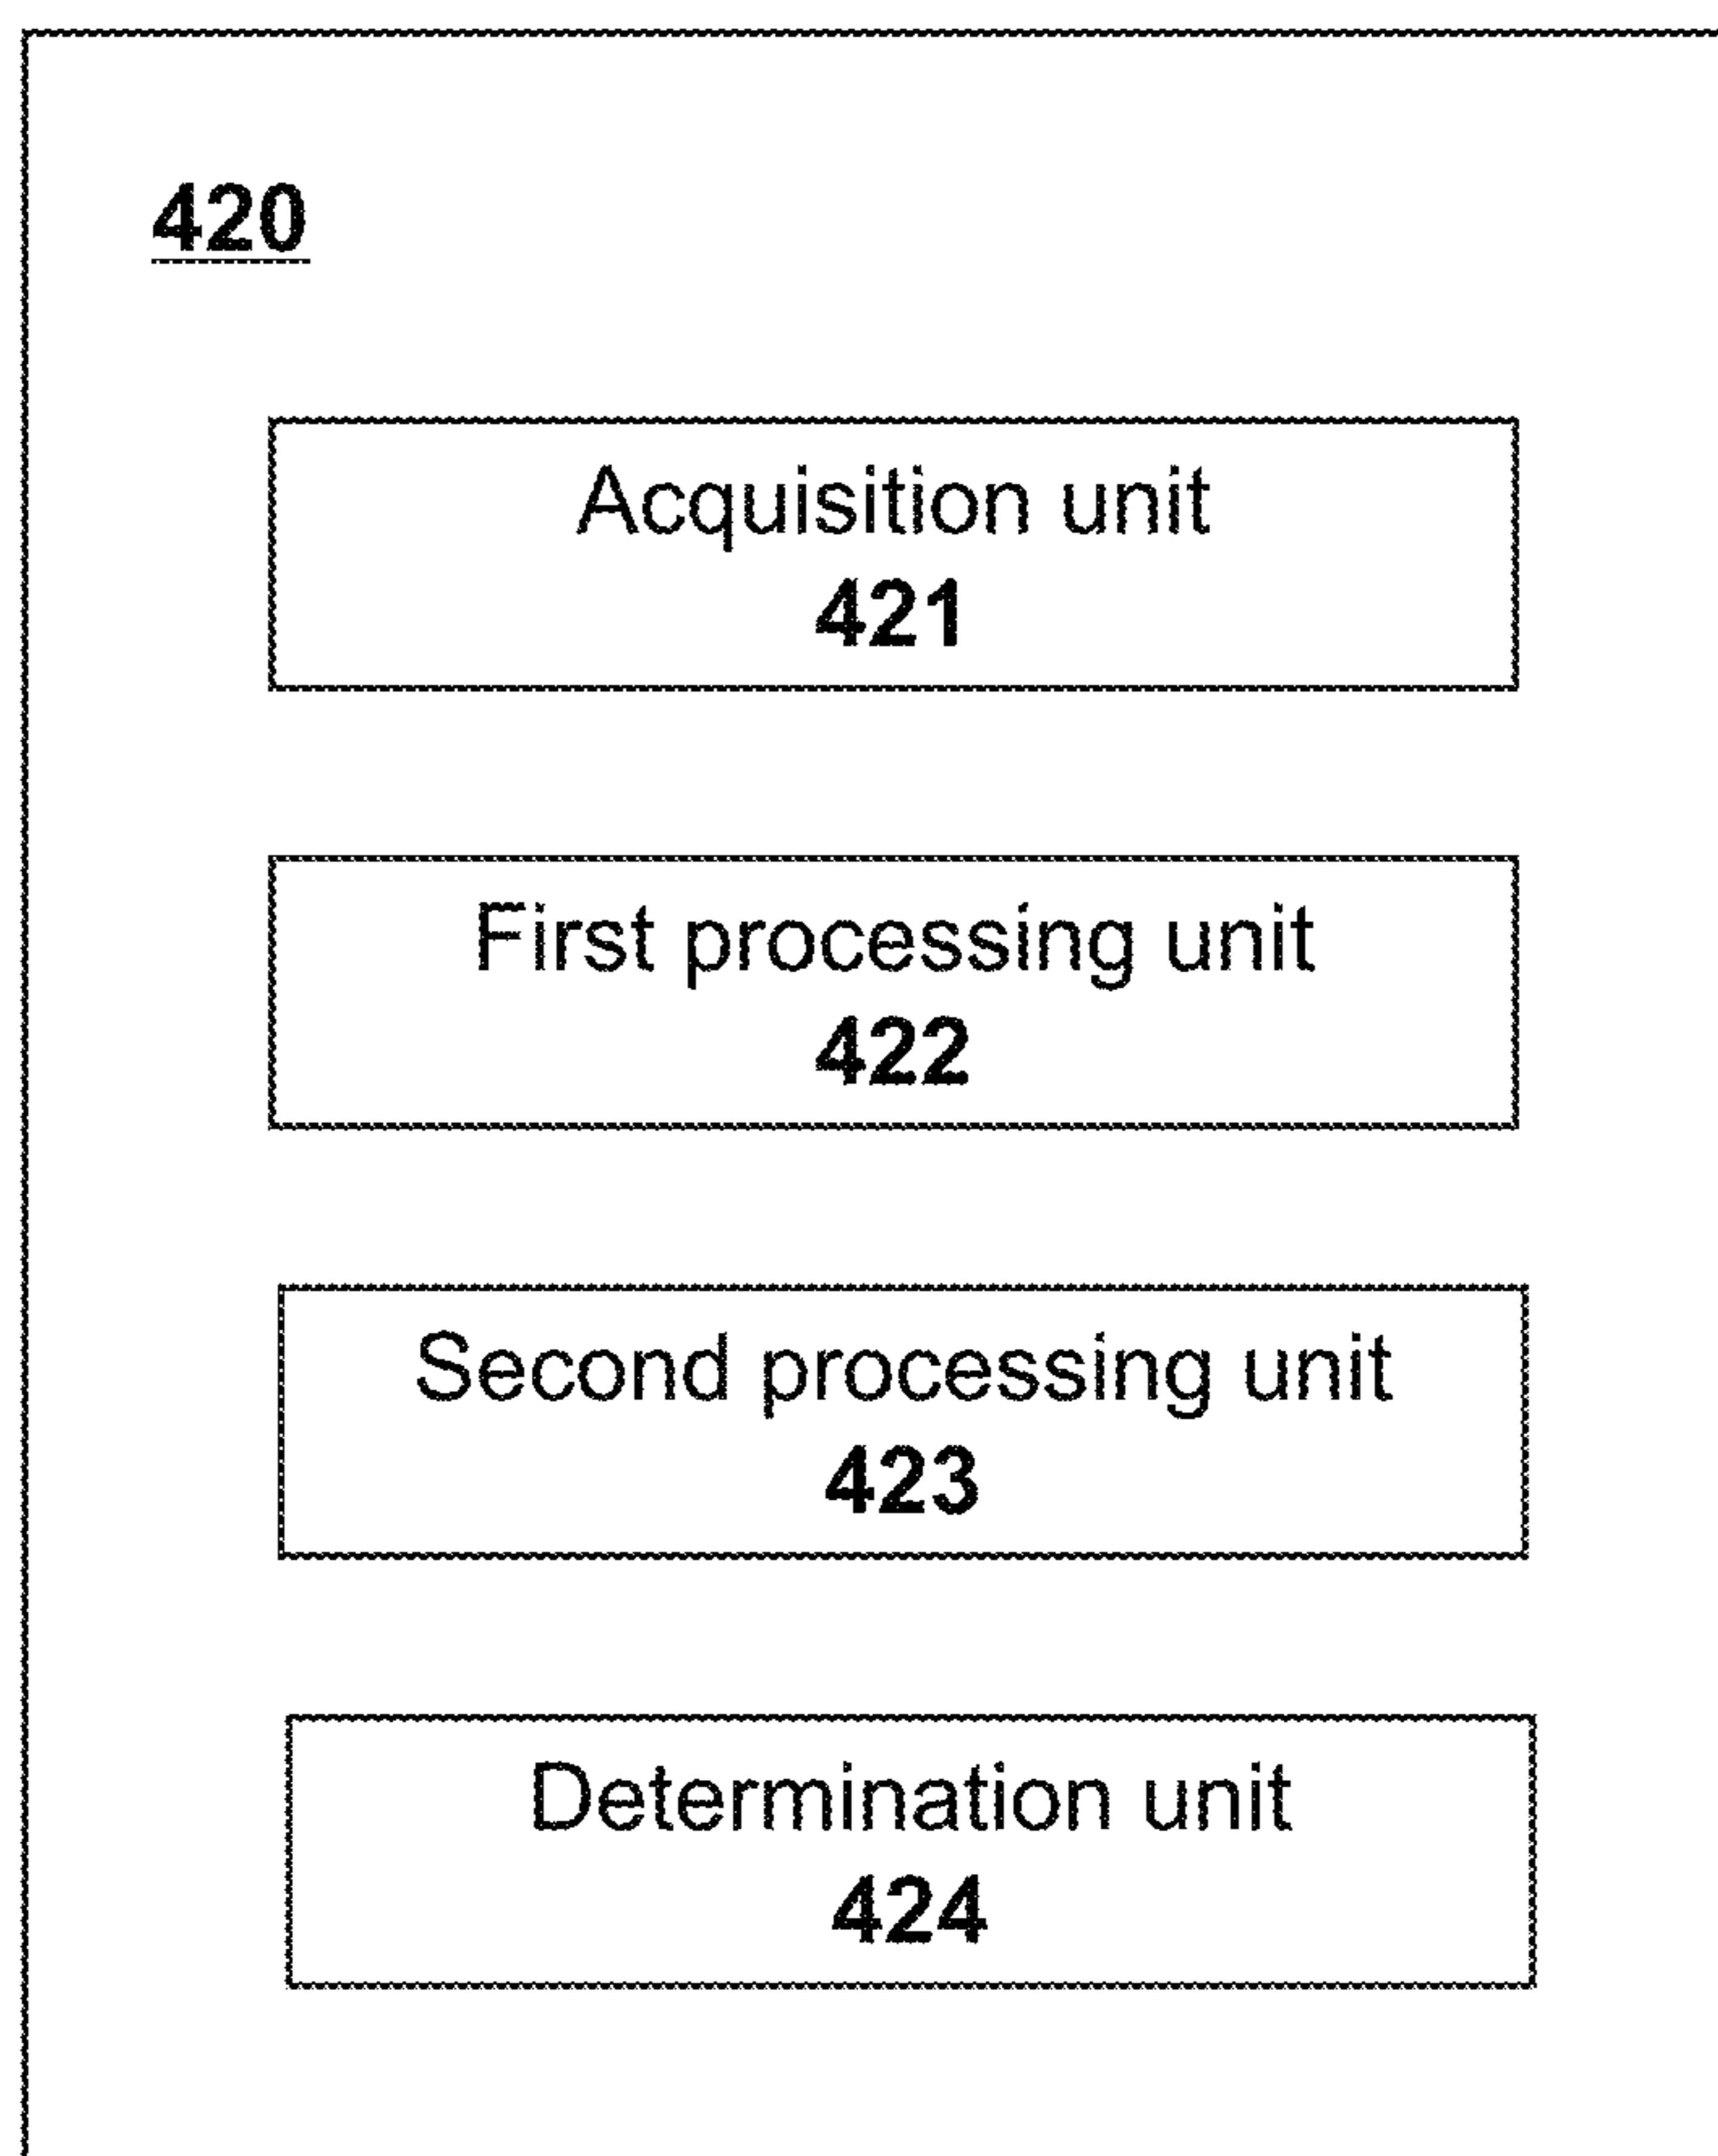 420
Acquisition unit
421
First processing unit
422
Second processing unit
423
Determination unit
424